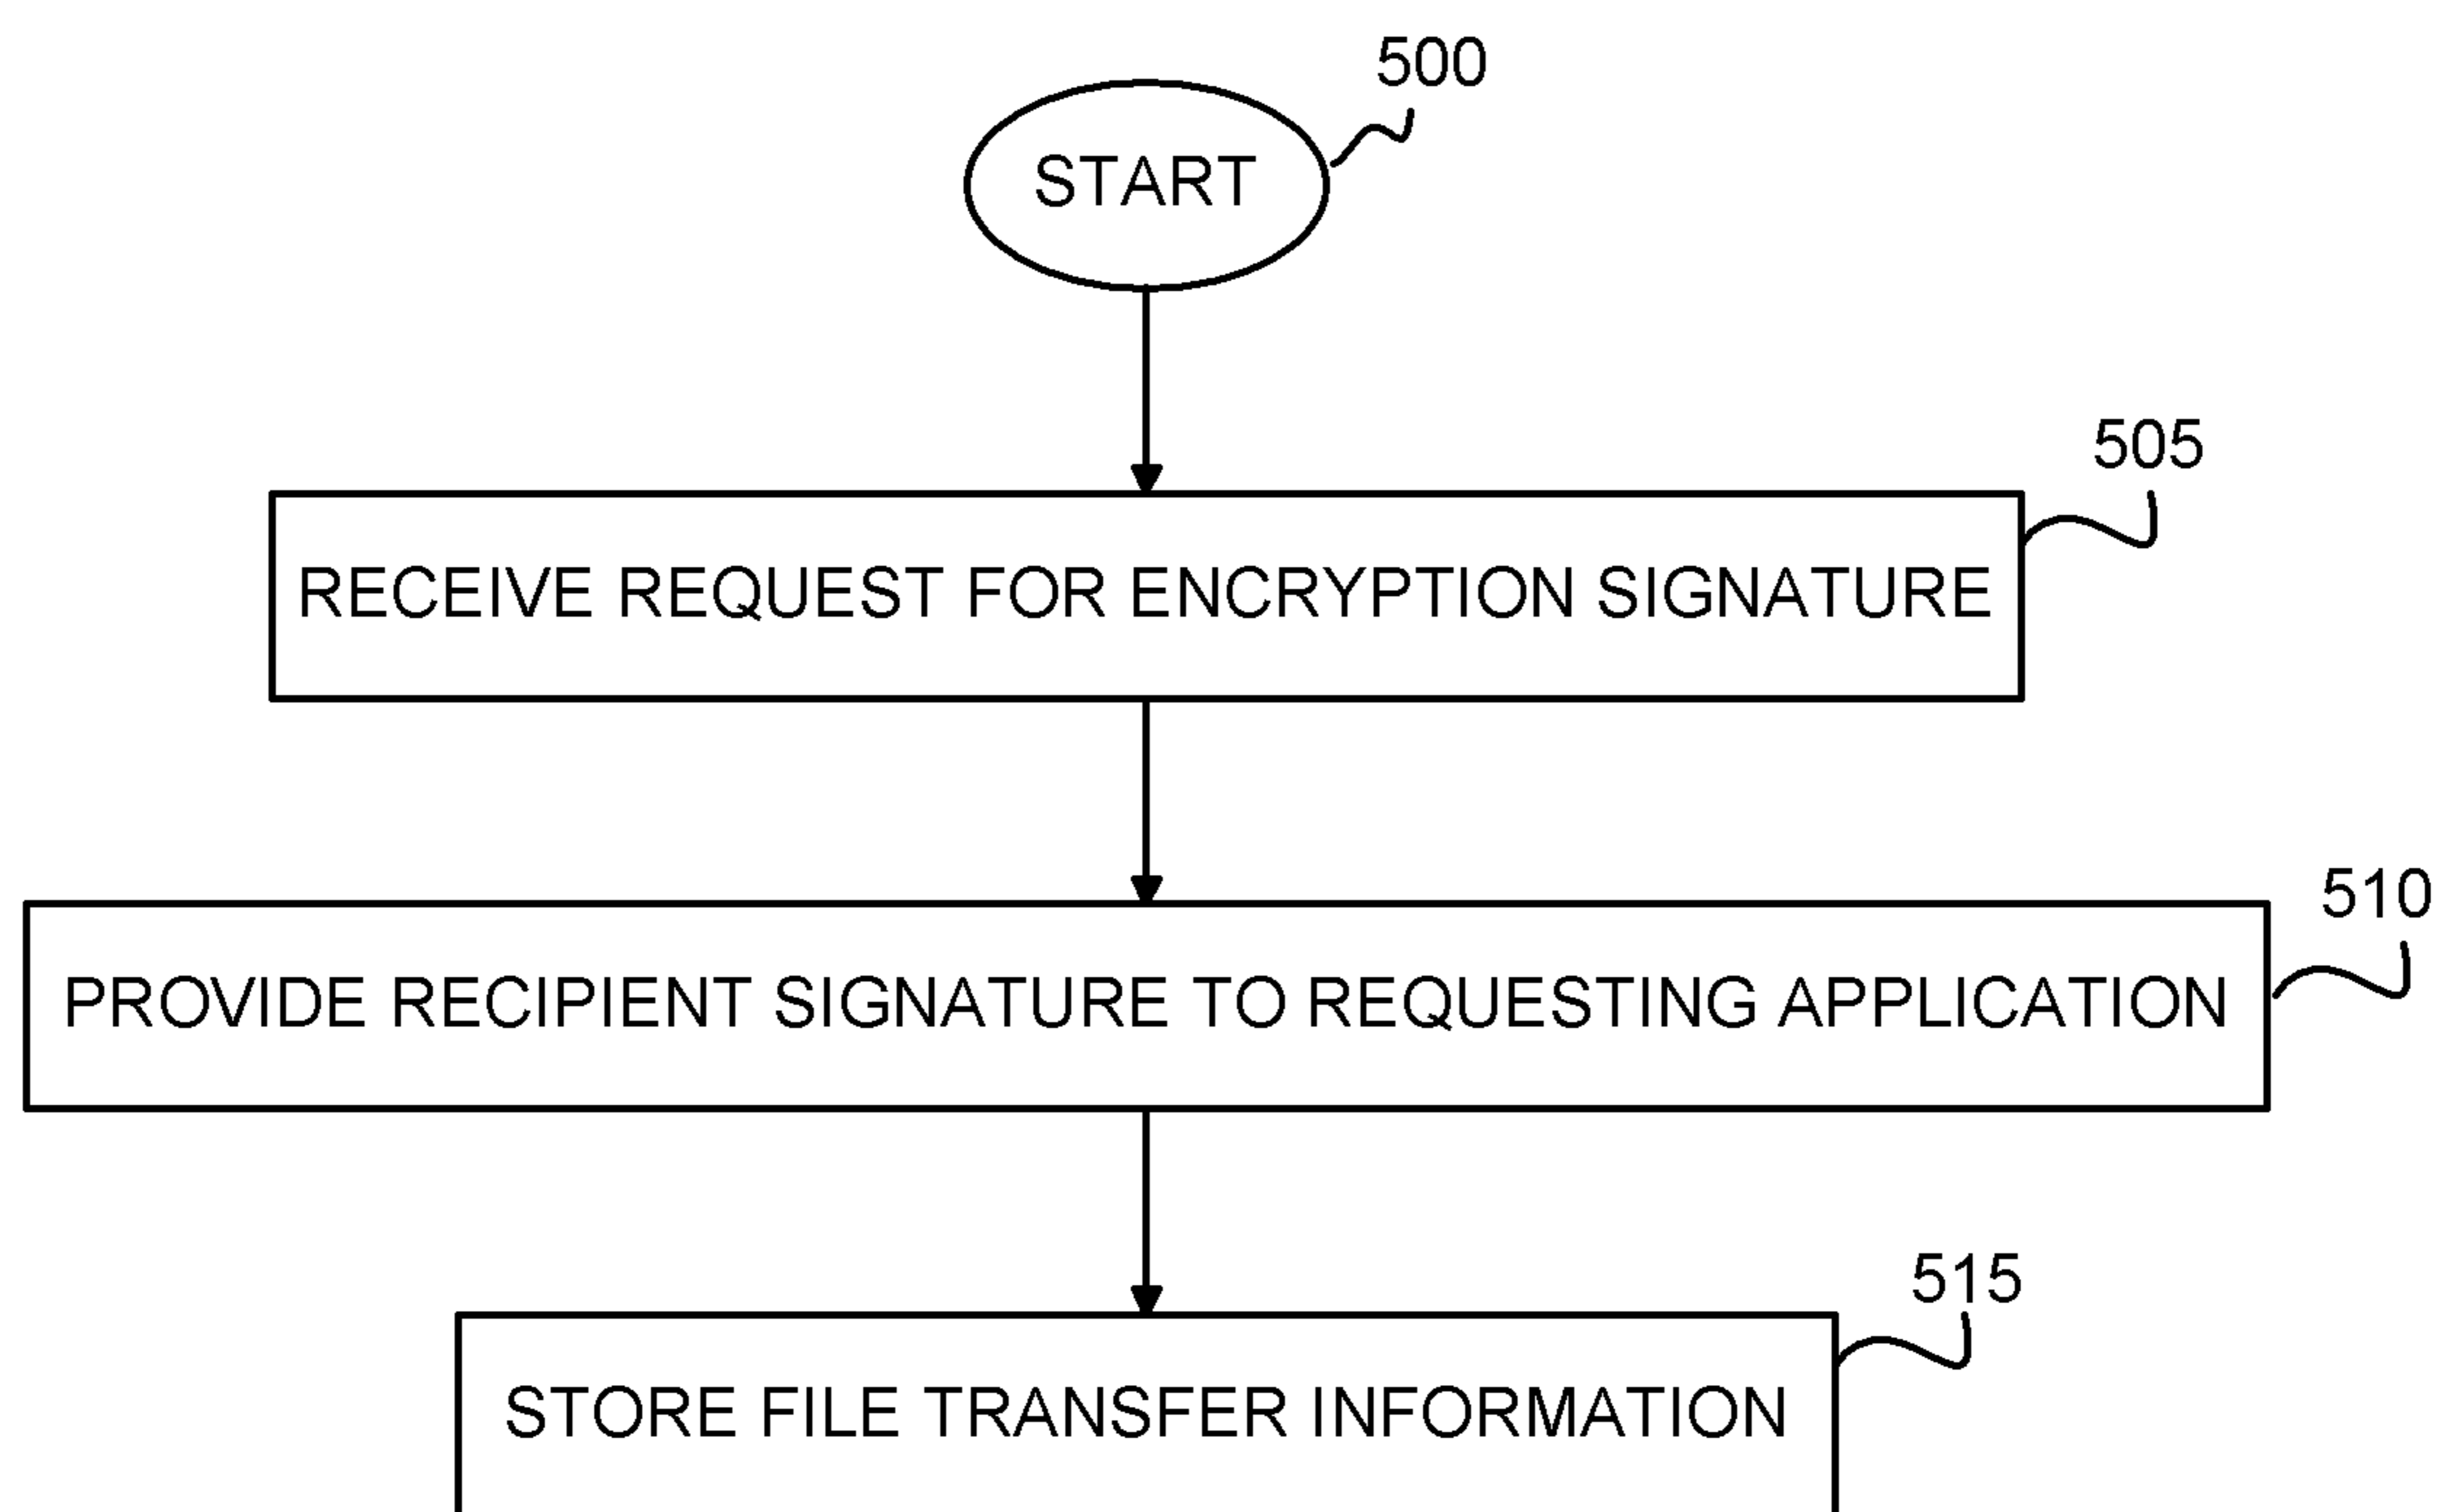 500
START
505
RECEIVE REQUEST FOR ENCRYPTION SIGNATURE
510
PROVIDE RECIPIENT SIGNATURE TO REQUESTING APPLICATION
515
STORE FILE TRANSFER INFORMATION